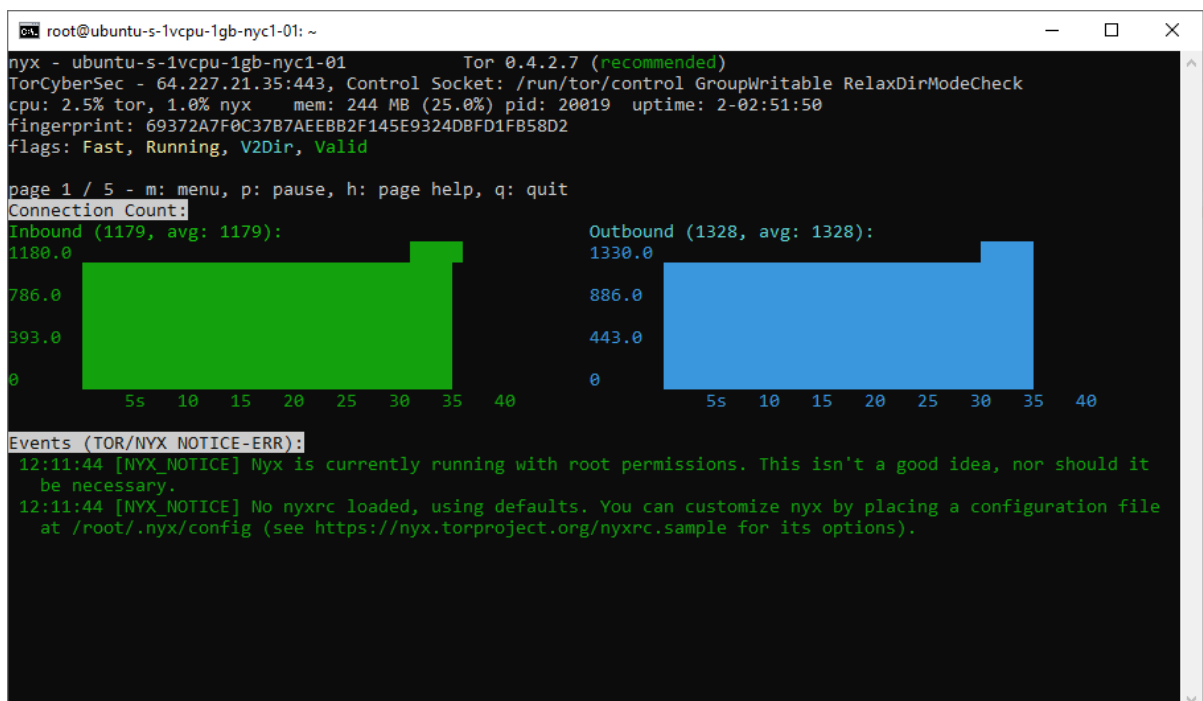 root@ubuntu-s-1vcpu-1gb-nyc1-01: ~
nyx - ubuntu-s-1vcpu-1gb-nyc1-01 Tor 0.4.2.7 (recommended)
TorCyberSec - 64.227.21.35:443, Control Socket: /run/tor/control GroupWritable RelaxDirModeCheck
cpu: 2.5% tor, 1.0% nyx mem: 244 MB (25.0%) pid: 20019 uptime: 2-02:51:50
fingerprint: 69372A7F0C37B7AEEBB2F145E9324DBFD1FB58D2
flags: Fast, Running, V2Dir, Valid
page 1 / 5 - m: menu, p: pause, h: page help, q: quit
Connection Count:
Inbound (1179, avg: 1179): Outbound (1328, avg: 1328):
1180.0 1330.0
786.0 886.0
393.0 443.0
0 0
5s 10 15 20 25 30 35 40 5s 10 15 20 25 30 35 40
Events (TOR/NYX NOTICE-ERR):
12:11:44 [NYX_NOTICE] Nyx is currently running with root permissions. This isn't a good idea, nor should it
be necessary.
12:11:44 [NYX_NOTICE] No nyxrc loaded, using defaults. You can customize nyx by placing a configuration file
at /root/.nyx/config (see https://nyx.torproject.org/nyxrc.sample for its options).